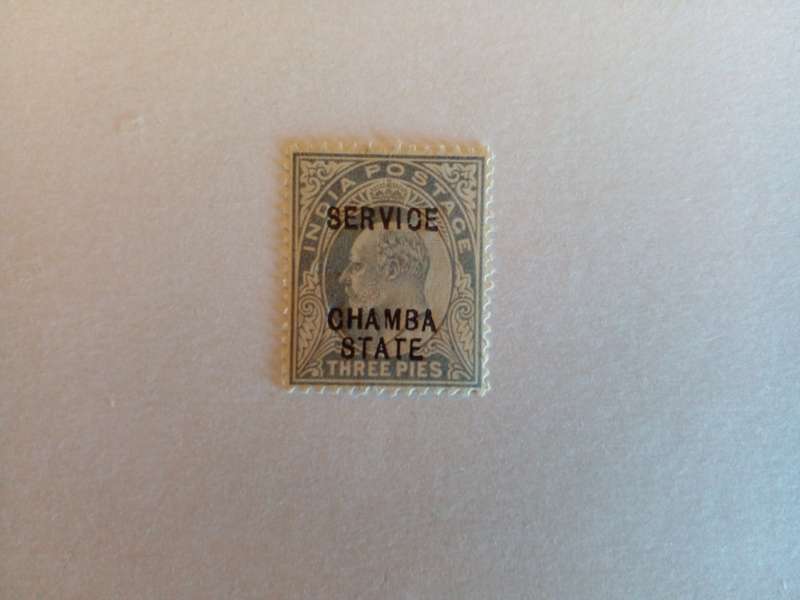 INDIA POSTAGE
SERVICE
CHAMBA
STATE
THREE PIES